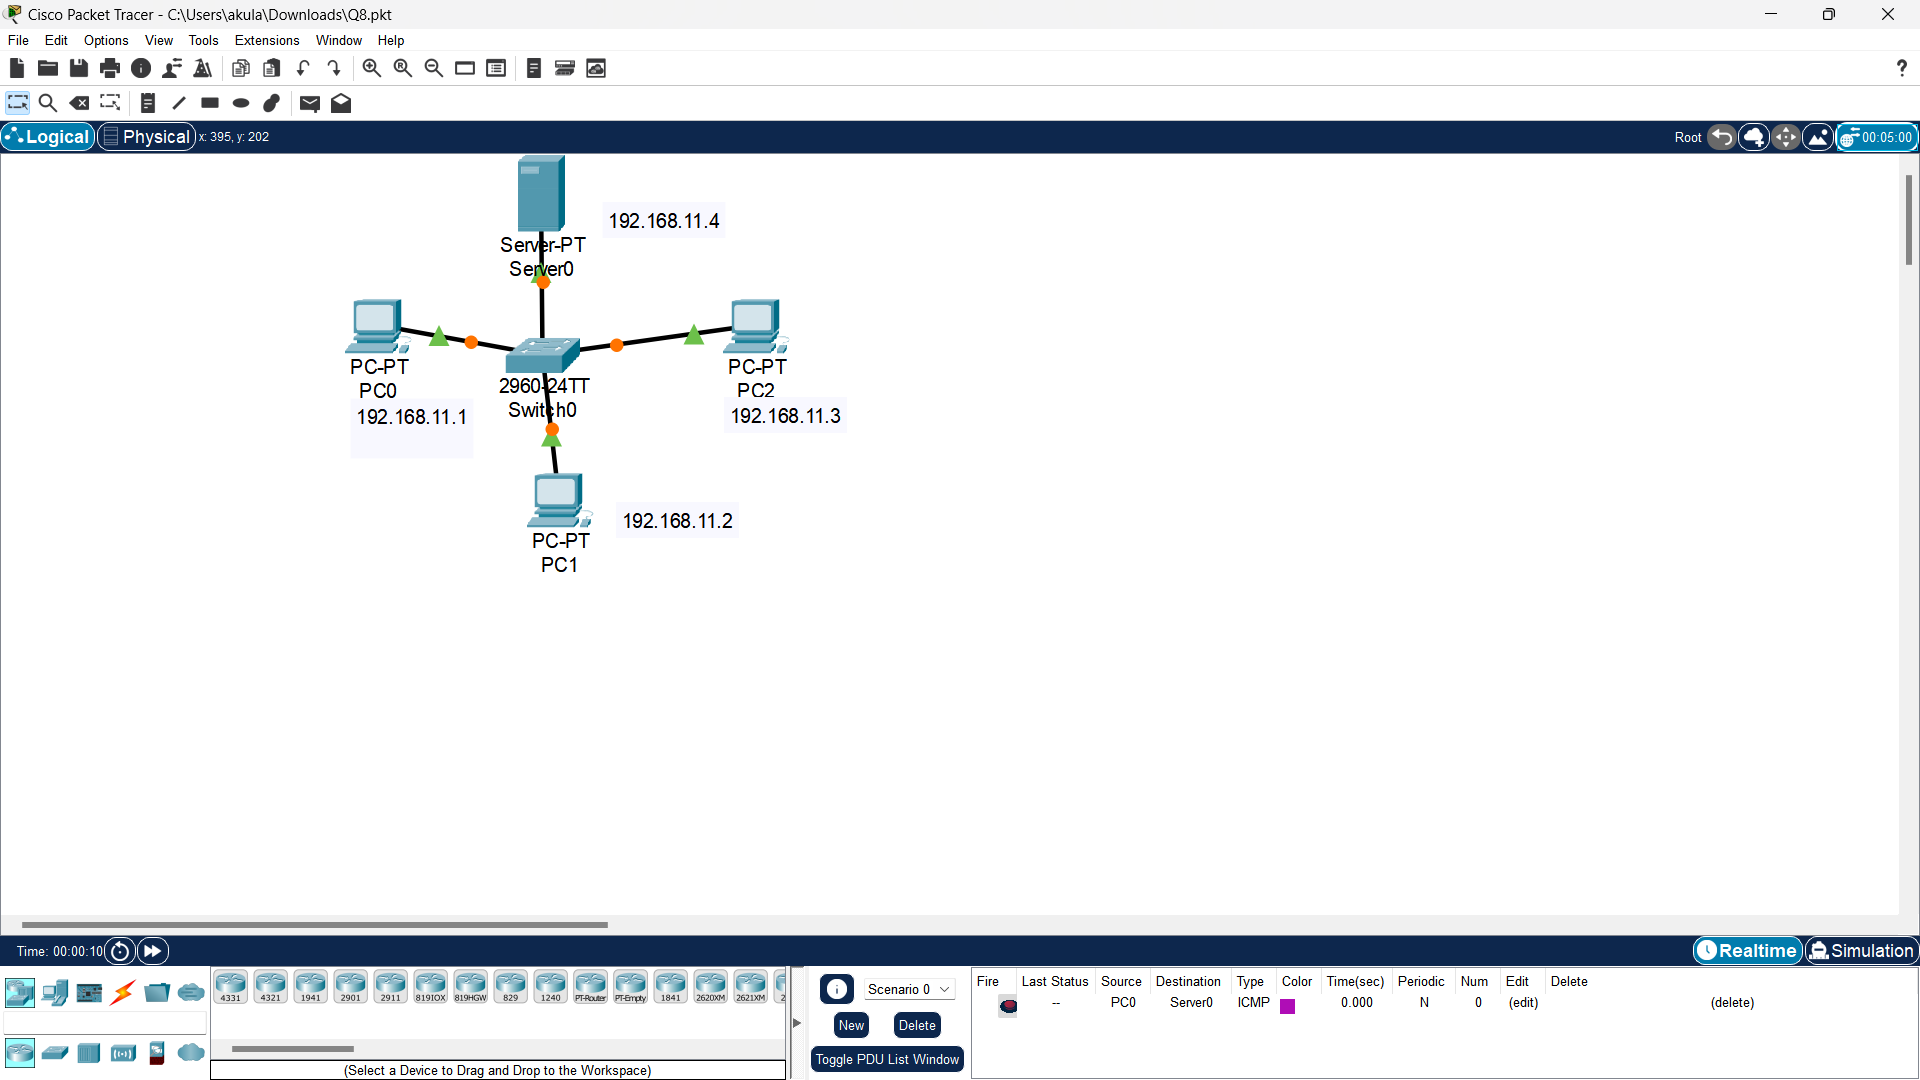 Cisco Packet Tracer - C:\Users\akula\Downloads\Q8.pkt
File Edit Options View Tools Extensions Window Help
?
Logical Physical x: 395, y: 202 Root 00:05:00
192.168.11.4
Server-PT
Server0
PC-PT
PC0
192.168.11.1
2960-24TT
Switch0
PC-PT
PC2
192.168.11.3
192.168.11.2
PC-PT
PC1
Time: 00:00:10 Realtime Simulation
4331 4321 1941 2901 2911 819IOX 819HGW 829 1240 PT-Router PT-Empty 1841 2620XM 2621XM 2
(Select a Device to Drag and Drop to the Workspace)
Scenario 0
New Delete
Toggle PDU List Window
Fire Last Status Source Destination Type Color Time(sec) Periodic Num Edit Delete
-- PC0 Server0 ICMP 0.000 N 0 (edit) (delete)